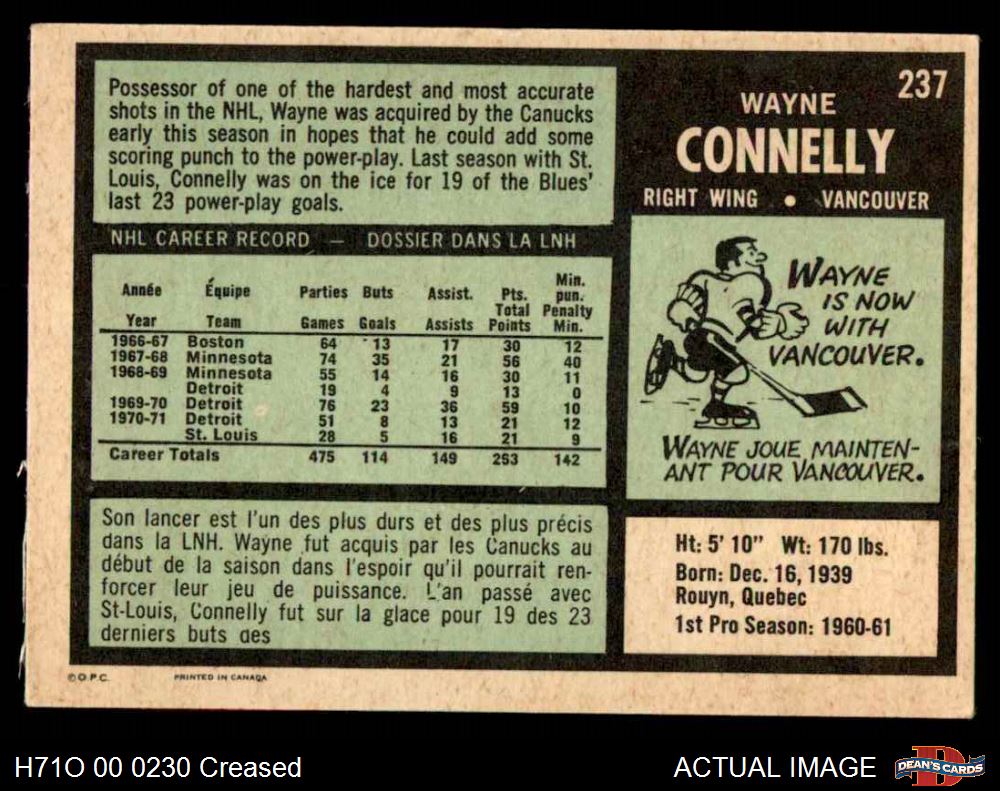 237
WAYNE
CONNELLY
RIGHT WING • VANCOUVER
Possessor of one of the hardest and most accurate
shots in the NHL, Wayne was acquired by the Canucks
early this season in hopes that he could add some
scoring punch to the power-play. Last season with St.
Louis, Connelly was on the ice for 19 of the Blues'
last 23 power-play goals.
NHL CAREER RECORD — DOSSIER DANS LA LNH
Année Équipe Parties Buts Assist. Pts. Min. pun.
Year Team Games Goals Assists Total Points Penalty Min.
1966-67 Boston 64 13 17 30 12
1967-68 Minnesota 74 35 21 56 40
1968-69 Minnesota 55 14 16 30 11
Detroit 19 4 9 13 0
1969-70 Detroit 76 23 36 59 10
1970-71 Detroit 51 8 13 21 12
St. Louis 28 5 16 21 9
Career Totals 475 114 149 263 142
WAYNE
IS NOW
WITH
VANCOUVER.
WAYNE JOUE MAINTEN-
ANT POUR VANCOUVER.
Son lancer est l'un des plus durs et des plus précis
dans la LNH. Wayne fut acquis par les Canucks au
début de la saison dans l'espoir qu'il pourrait ren-
forcer leur jeu de puissance. L'an passé avec
St-Louis, Connelly fut sur la glace pour 19 des 23
derniers buts des
Ht: 5' 10" Wt: 170 lbs.
Born: Dec. 16, 1939
Rouyn, Quebec
1st Pro Season: 1960-61
© O.P.C. PRINTED IN CANADA
H71O 00 0230 Creased
ACTUAL IMAGE
DEAN'S CARDS